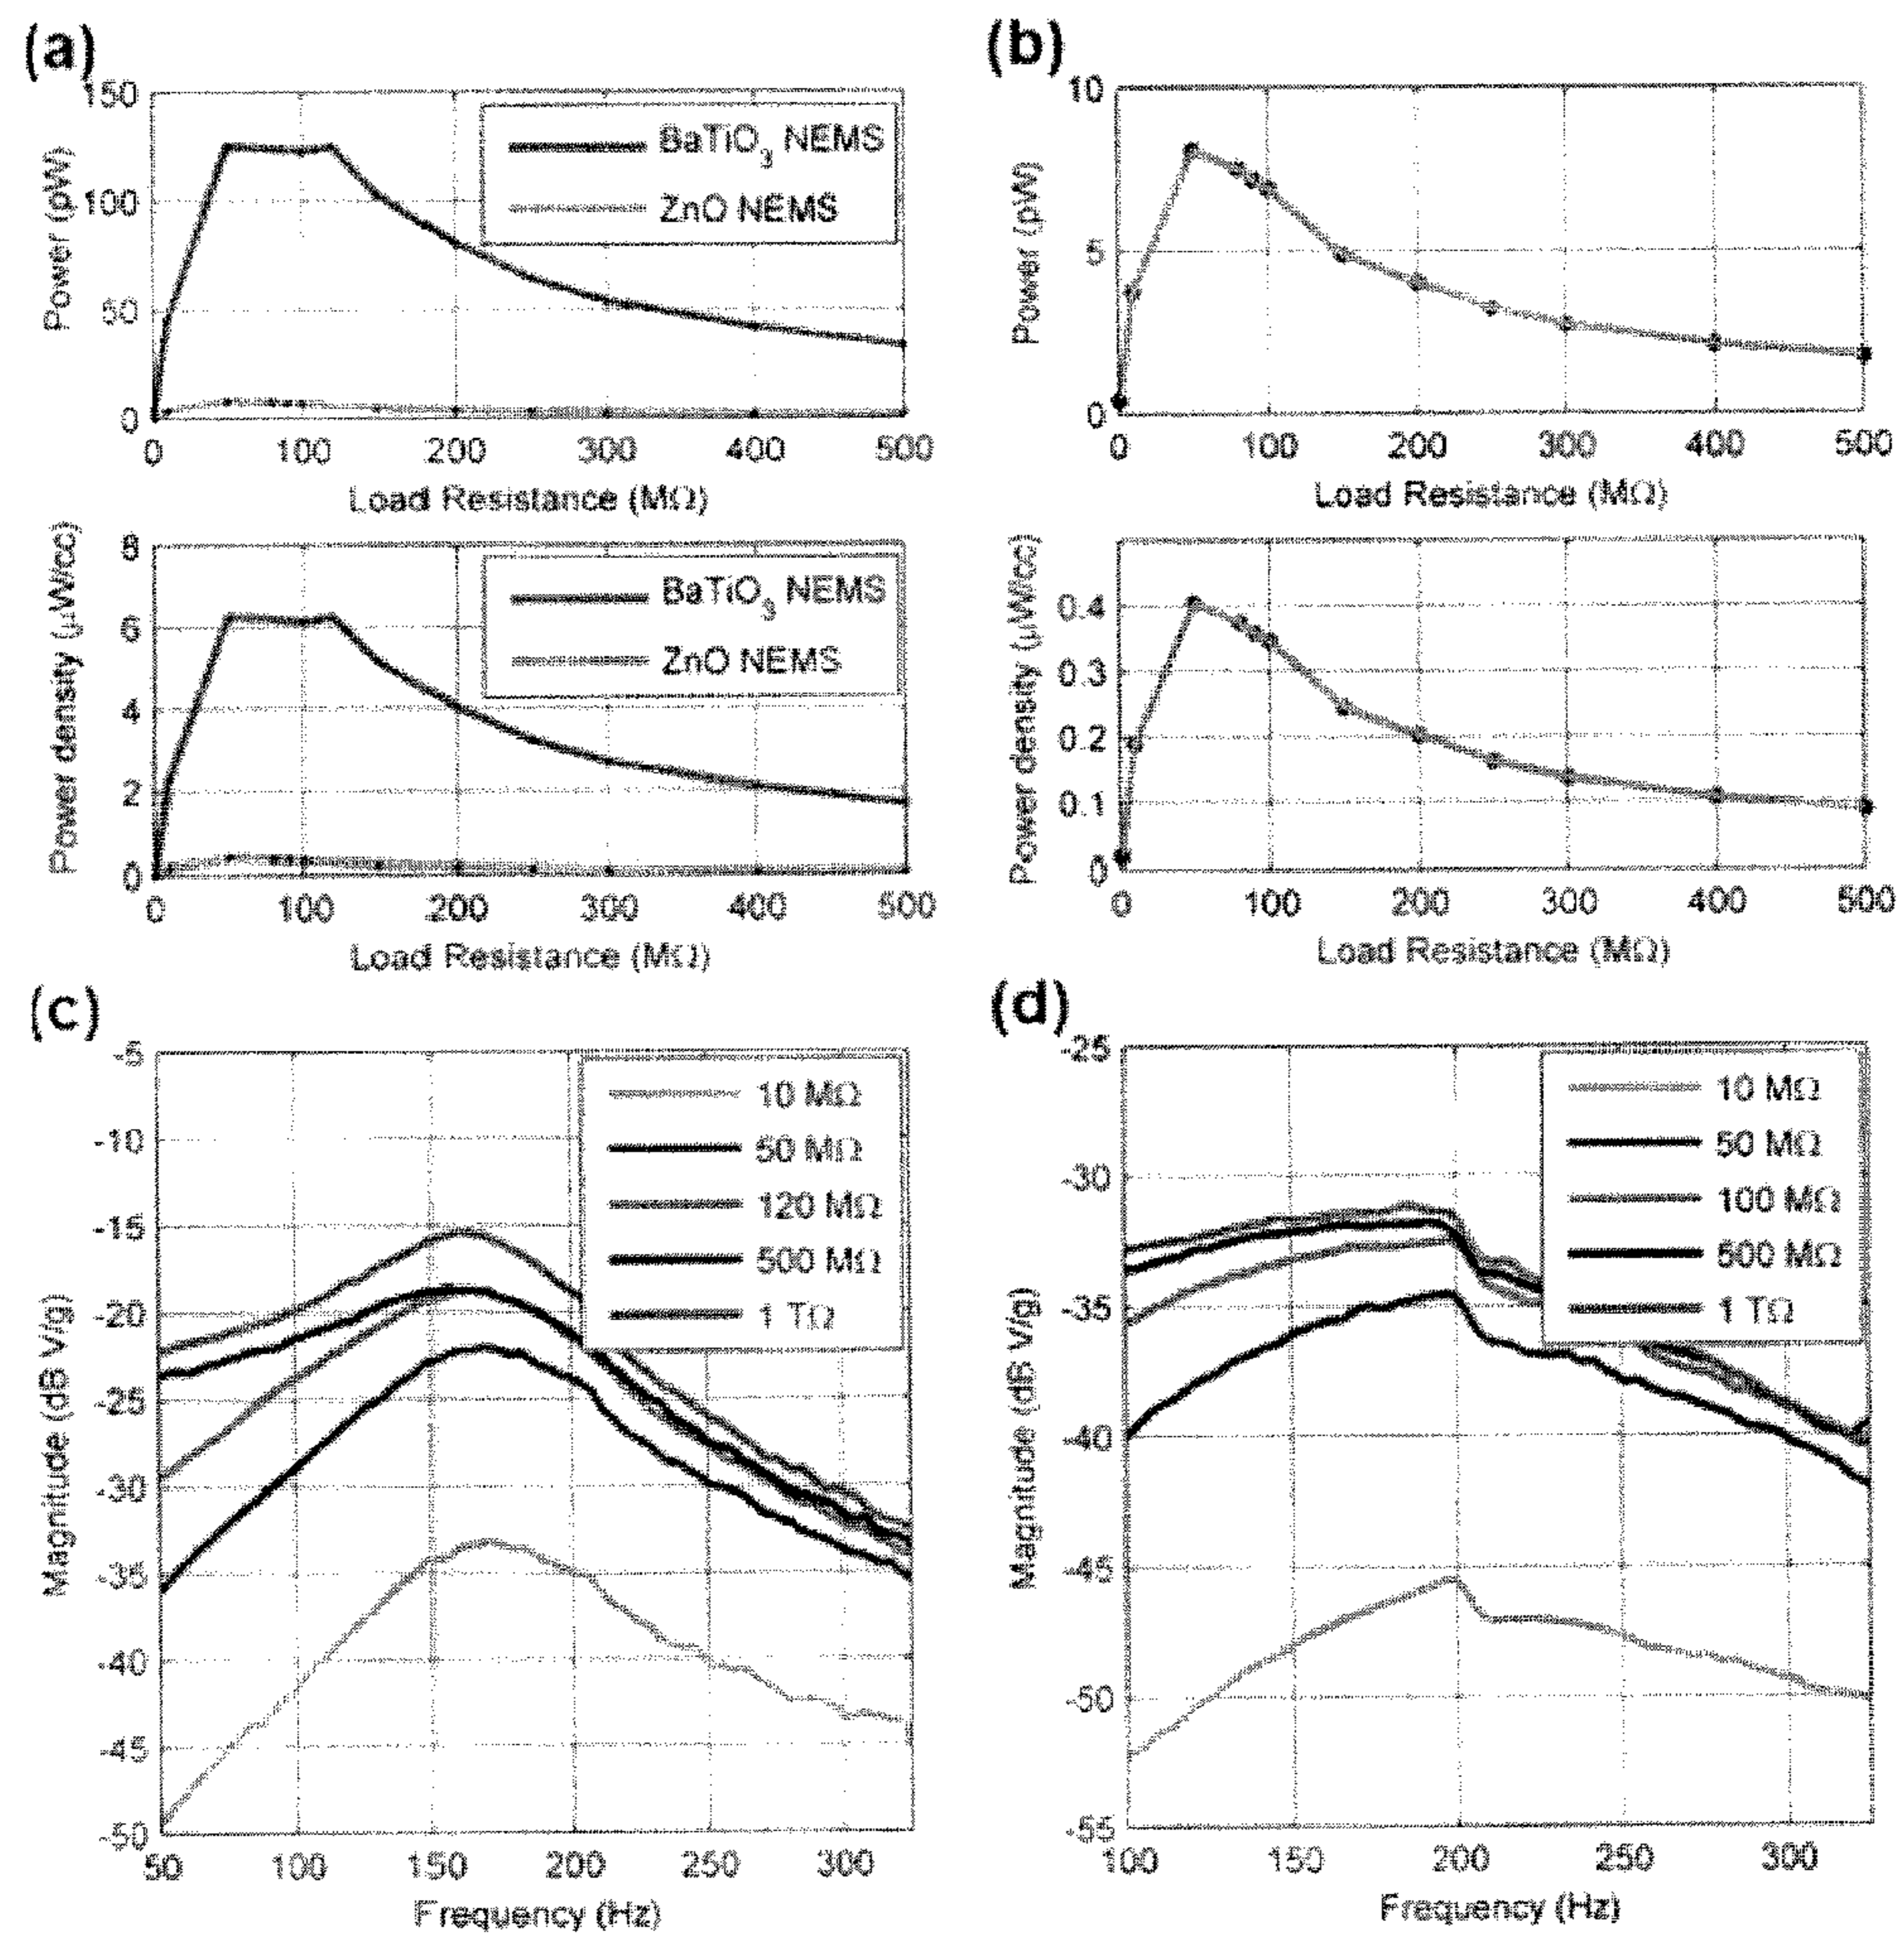 (a)
150
100
50
0
Power (pW)
BaTiO3 NEMS
ZnO NEMS
0 100 200 300 400 500
Load Resistance (MΩ)
8
6
4
2
0
Power density (μW/cc)
BaTiO3 NEMS
ZnO NEMS
0 100 200 300 400 500
Load Resistance (MΩ)
(b)
10
5
0
Power (pW)
0 100 200 300 400 500
Load Resistance (MΩ)
0.4
0.3
0.2
0.1
0
Power density (μW/cc)
0 100 200 300 400 500
Load Resistance (MΩ)
(c)
-5
-10
-15
-20
-25
-30
-35
-40
-45
-50
Magnitude (dB V/g)
10 MΩ
50 MΩ
120 MΩ
500 MΩ
1 TΩ
50 100 150 200 250 300
Frequency (Hz)
(d)
-25
-30
-35
-40
-45
-50
-55
Magnitude (dB V/g)
10 MΩ
50 MΩ
100 MΩ
500 MΩ
1 TΩ
100 150 200 250 300
Frequency (Hz)